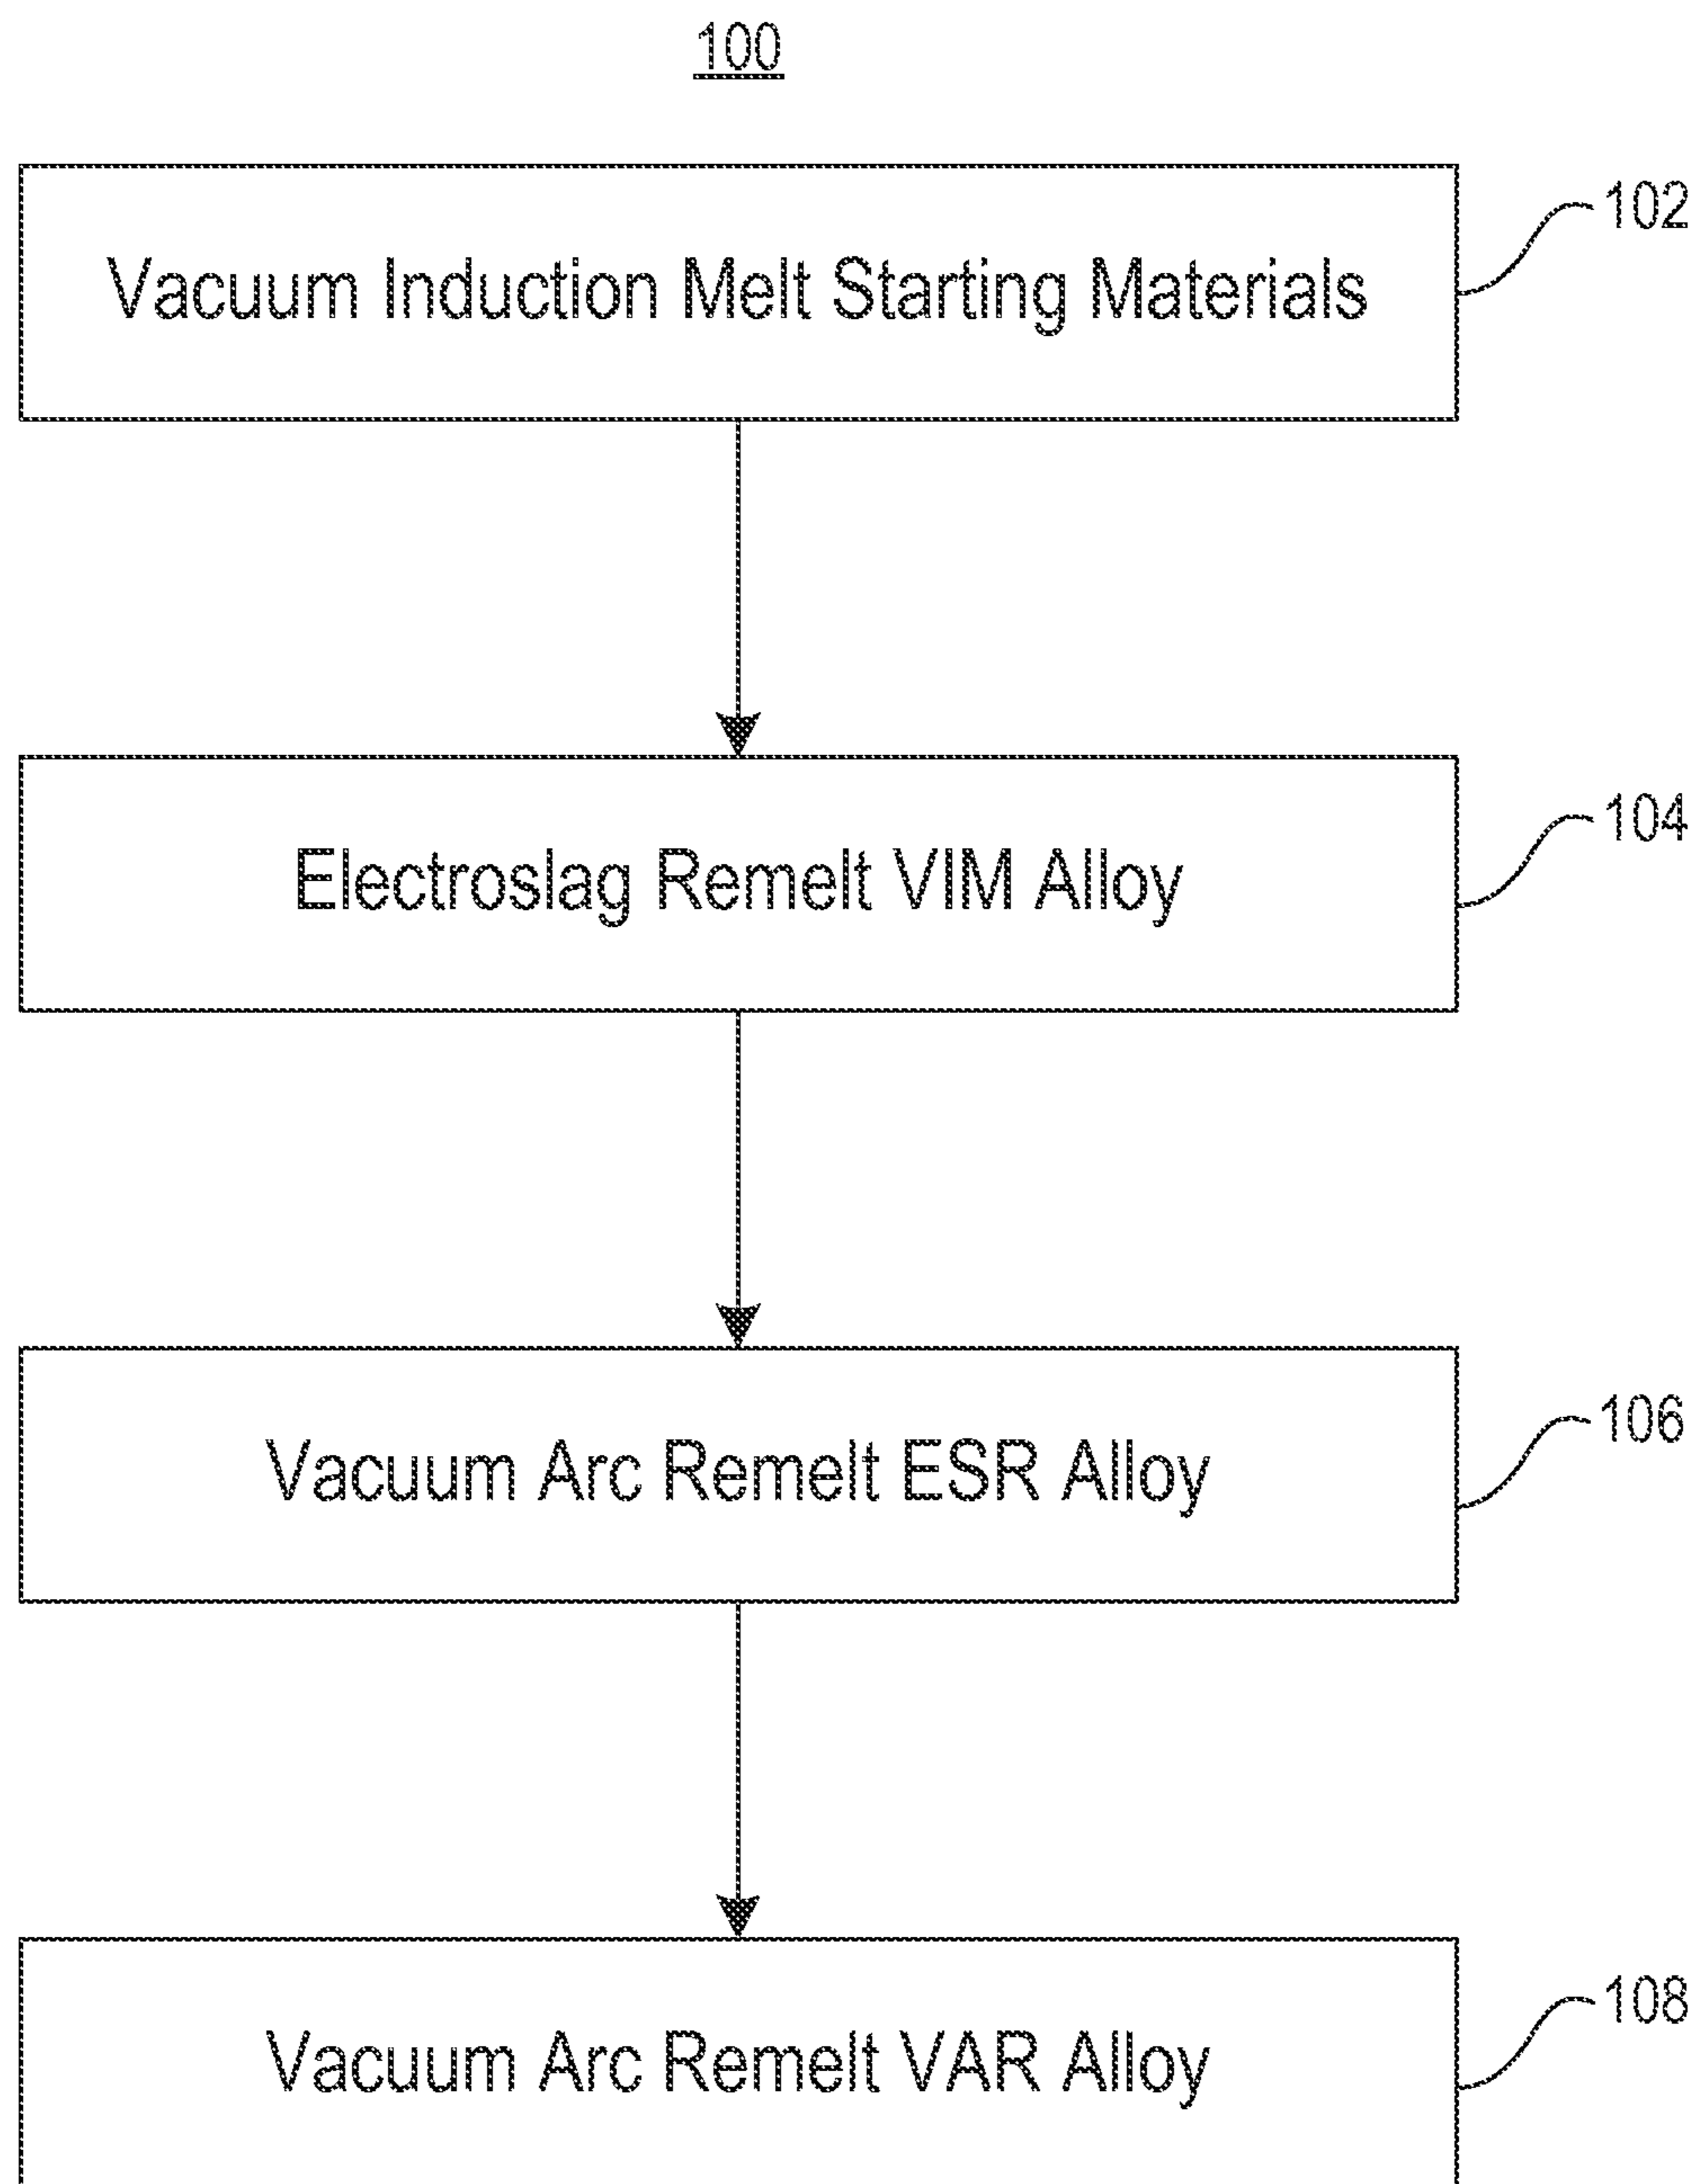 100
Vacuum Induction Melt Starting Materials
102
Electroslag Remelt VIM Alloy
104
Vacuum Arc Remelt ESR Alloy
106
Vacuum Arc Remelt VAR Alloy
108